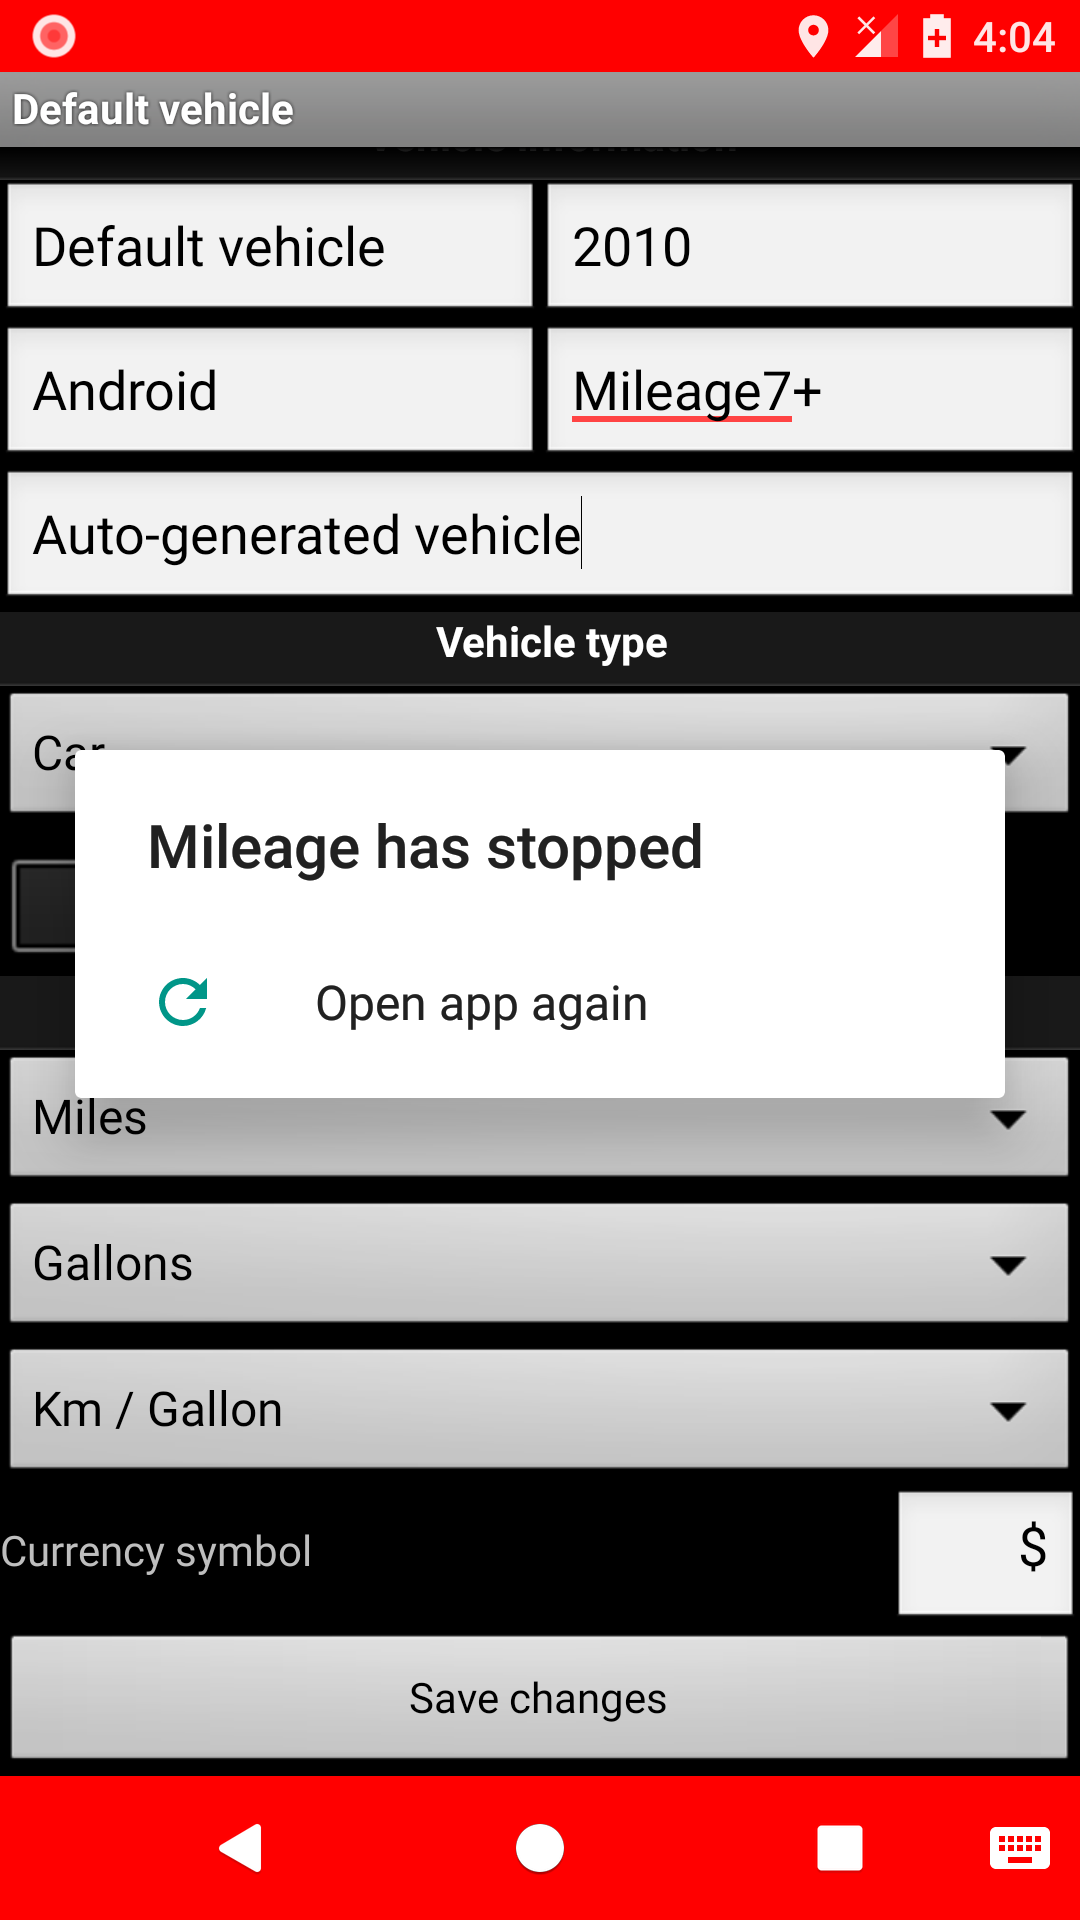 4:04
Default vehicle
Default vehicle
2010
Android
Mileage7+
Auto-generated vehicle
Vehicle type
Car
Mileage has stopped
Open app again
Miles
Gallons
Km / Gallon
Currency symbol
$
Save changes